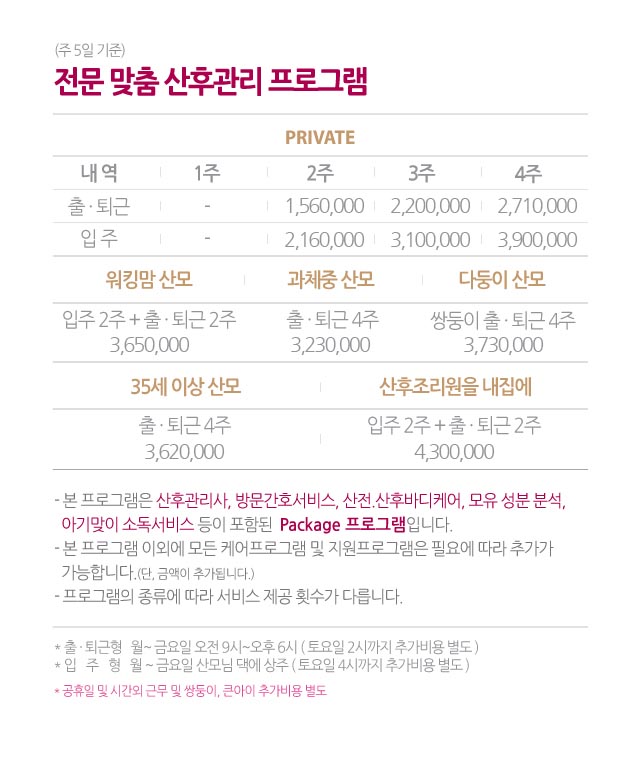 (주 5일 기준)
전문 맞춤 산후관리 프로그램
PRIVATE
내 역 1주 2주 3주 4주
출 · 퇴근 - 1,560,000 2,200,000 2,710,000
입 주 - 2,160,000 3,100,000 3,900,000
워킹맘 산모 과체중 산모 다둥이 산모
입주 2주 + 출 · 퇴근 2주 출 · 퇴근 4주 쌍둥이 출 · 퇴근 4주
3,650,000 3,230,000 3,730,000
35세 이상 산모 산후조리원을 내집에
출 · 퇴근 4주 입주 2주 + 출 · 퇴근 2주
3,620,000 4,300,000
- 본 프로그램은 산후관리사, 방문간호서비스, 산전.산후바디케어, 모유 성분 분석,
아기맞이 소독서비스 등이 포함된 Package 프로그램입니다.
- 본 프로그램 이외에 모든 케어프로그램 및 지원프로그램은 필요에 따라 추가가
가능합니다.(단, 금액이 추가됩니다.)
- 프로그램의 종류에 따라 서비스 제공 횟수가 다릅니다.
* 출 · 퇴근형 월~ 금요일 오전 9시~오후 6시 ( 토요일 2시까지 추가비용 별도 )
* 입 주 형 월 ~ 금요일 산모님 댁에 상주 ( 토요일 4시까지 추가비용 별도 )
* 공휴일 및 시간외 근무 및 쌍둥이, 큰아이 추가비용 별도